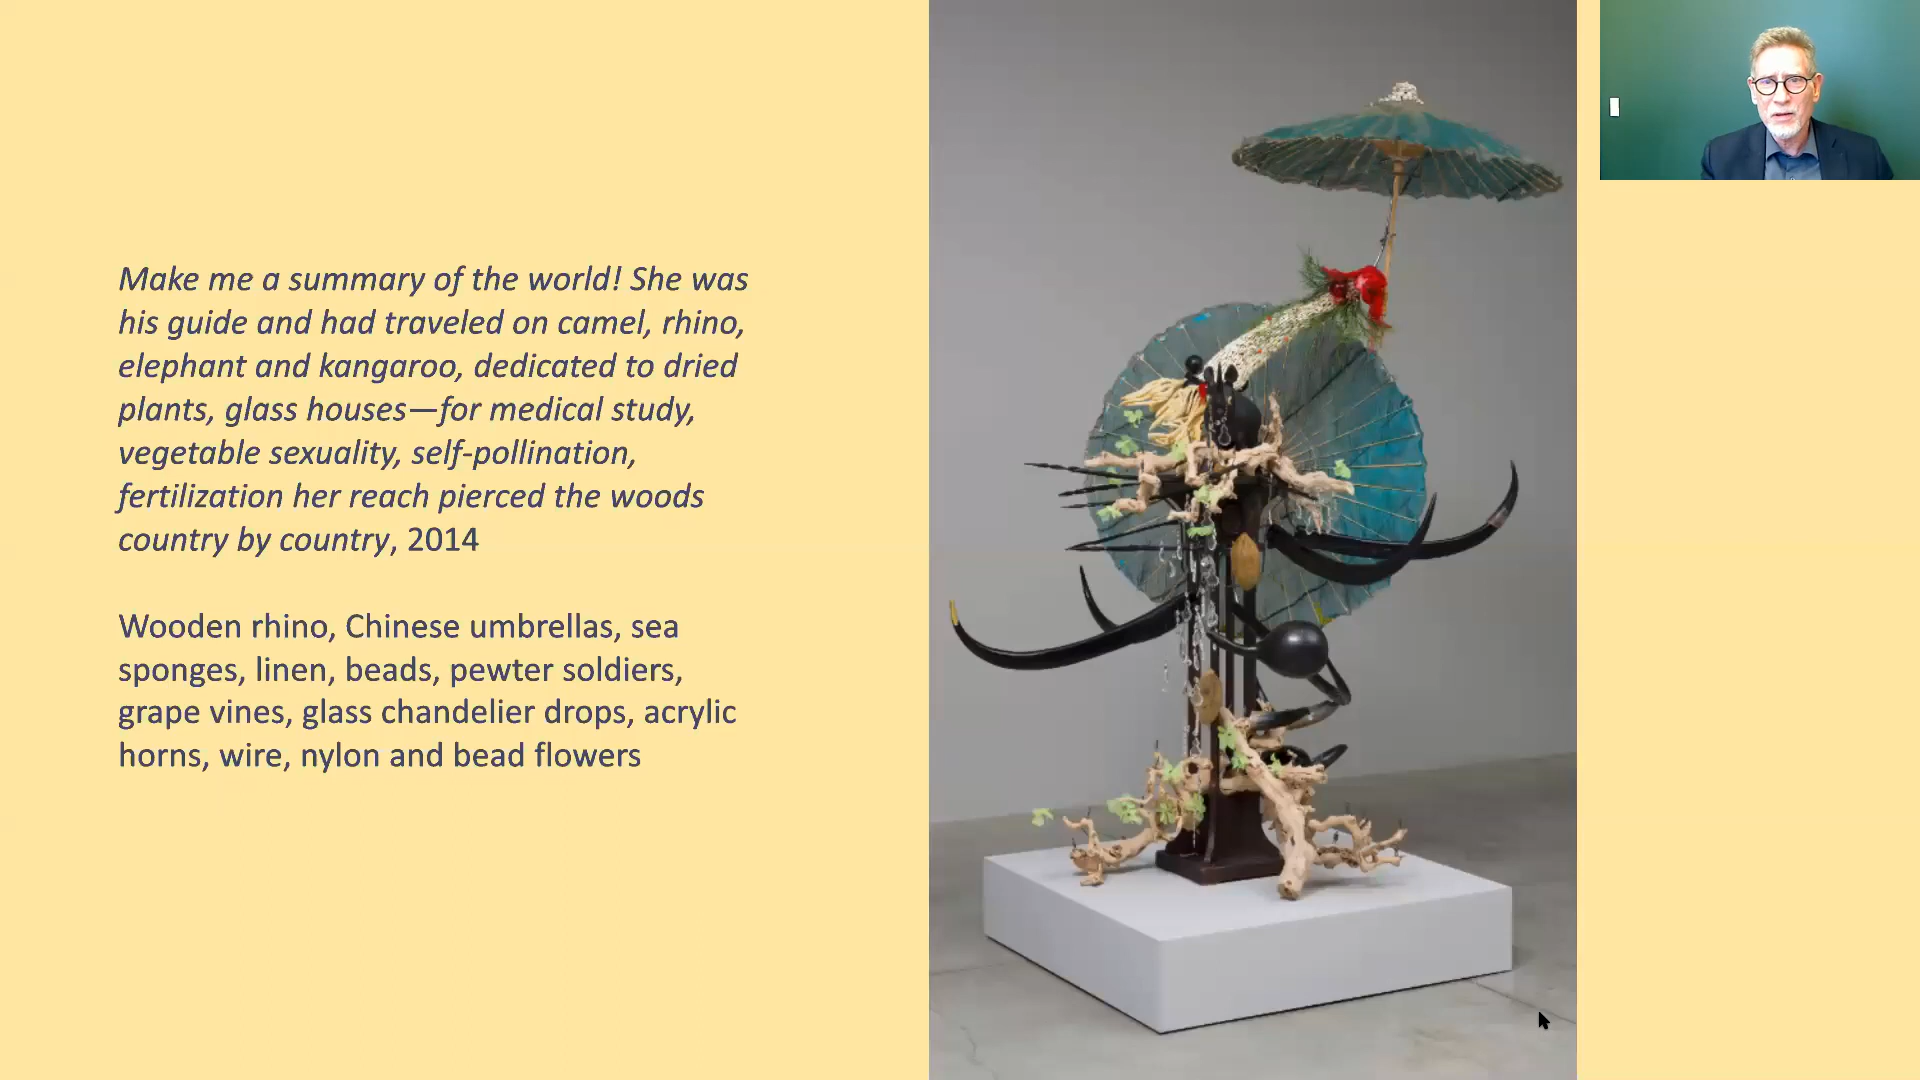 Make me a summary of the world! She was
his guide and had traveled on camel, rhino,
elephant and kangaroo, dedicated to dried
plants, glass houses—for medical study,
vegetable sexuality, self-pollination,
fertilization her reach pierced the woods
country by country, 2014
Wooden rhino, Chinese umbrellas, sea
sponges, linen, beads, pewter soldiers,
grape vines, glass chandelier drops, acrylic
horns, wire, nylon and bead flowers